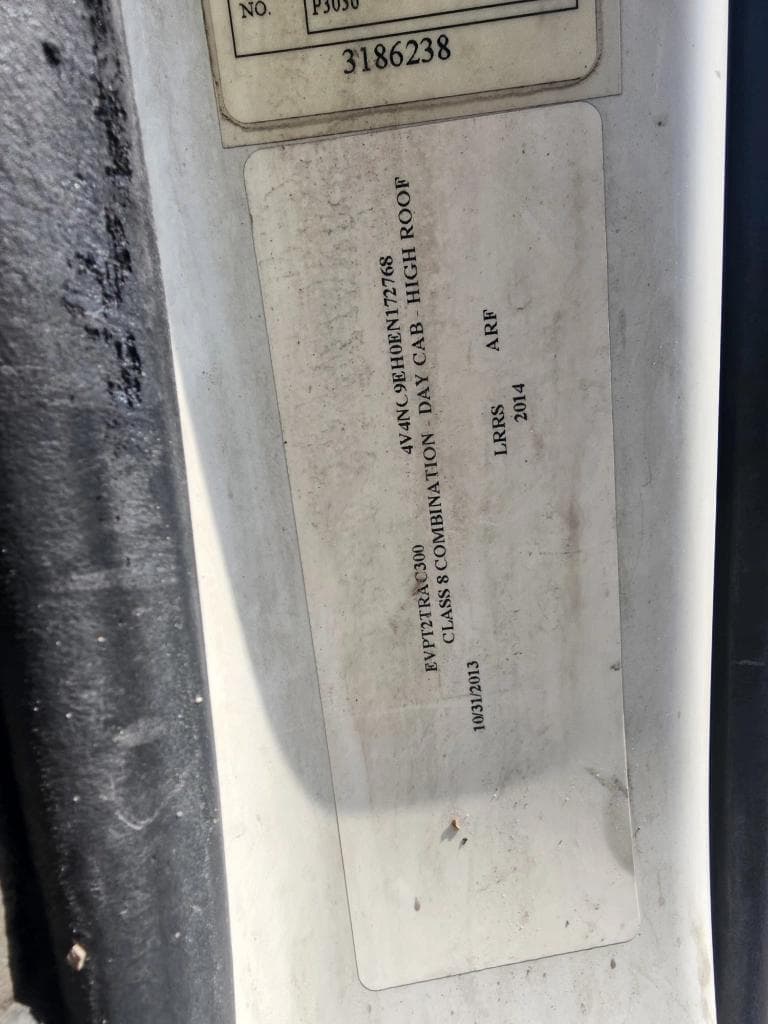 NO.
3186238
EVPT2TRAC300 4V4NC9EH0EN172768
CLASS 8 COMBINATION - DAY CAB - HIGH ROOF
10/31/2013
LRRS ARF
2014